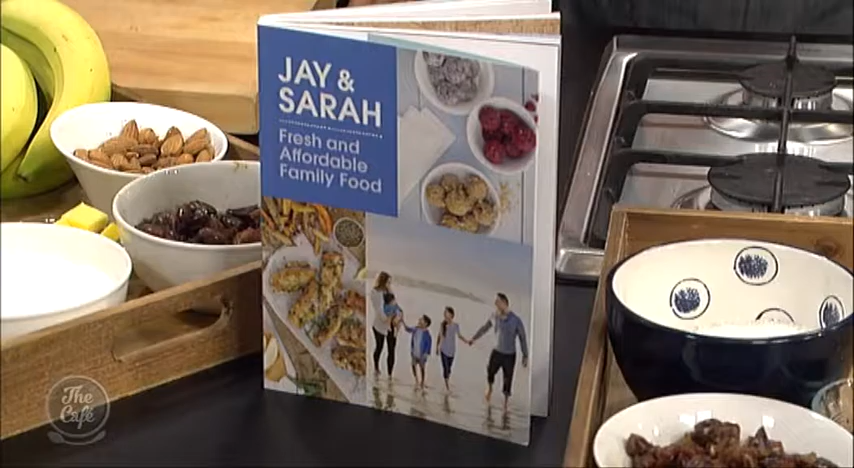 JAY &
SARAH
Fresh and
Affordable
Family Food
The
Café